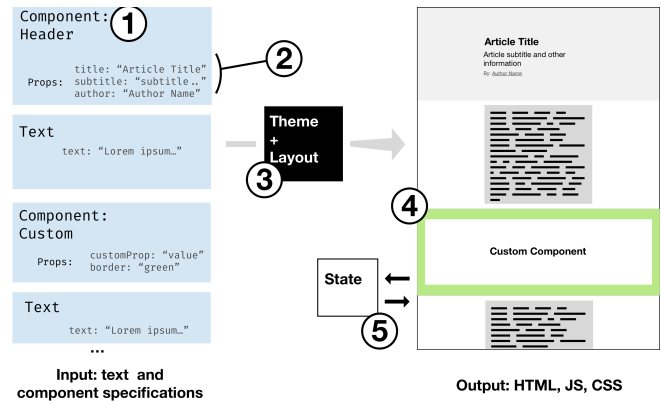 Component:
Header
1
Props:
title: “Article Title”
subtitle: “subtitle..”
author: “Author Name”
2
Text
text: “Lorem ipsum…”
Component:
Custom
Props:
customProp: “value”
border: “green”
Text
text: “Lorem ipsum…”
...
Input: text and
component specifications
Theme
+
Layout
3
Article Title
Article subtitle and other
information
By: Author Name
4
Custom Component
State
5
Output: HTML, JS, CSS